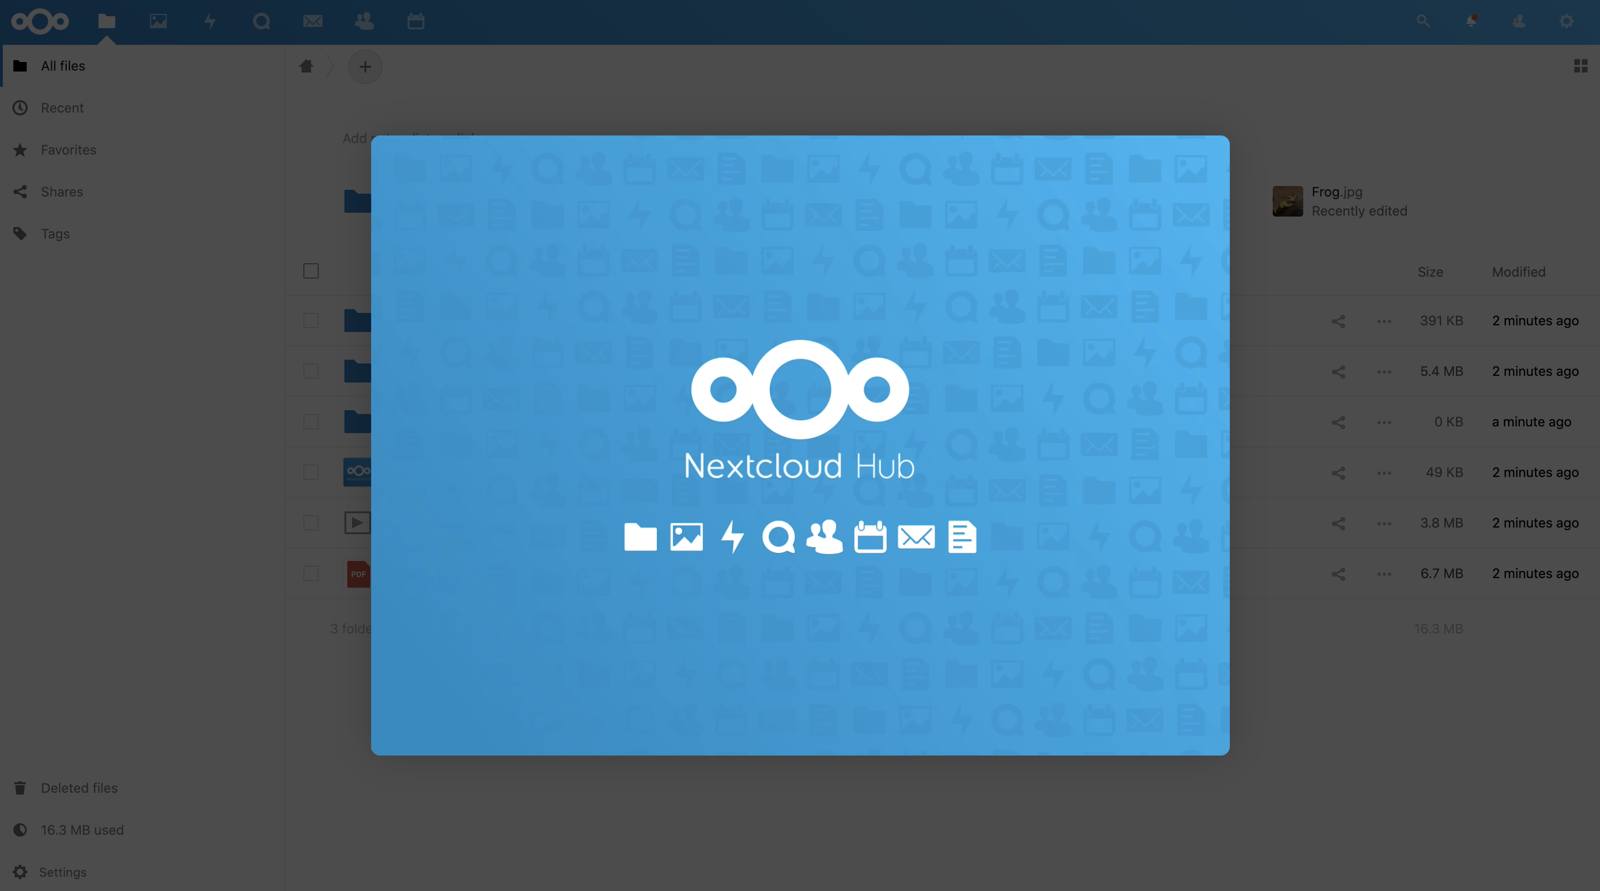 All files
Recent
Favorites
Shares
Tags
Add
Frog.jpg
Recently edited
Size Modified
391 KB 2 minutes ago
5.4 MB 2 minutes ago
0 KB a minute ago
49 KB 2 minutes ago
3.8 MB 2 minutes ago
PDF 6.7 MB 2 minutes ago
3 folde 16.3 MB
Nextcloud Hub
Deleted files
16.3 MB used
Settings